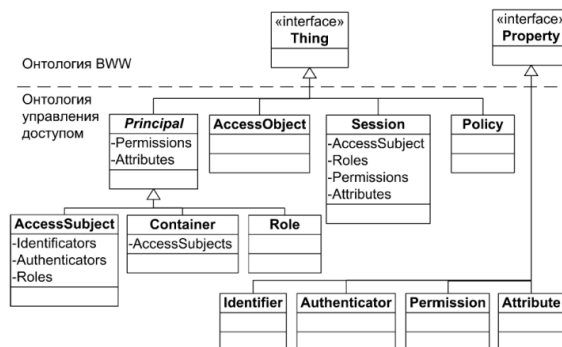 «interface»
Thing
«interface»
Property
Онтология BWW
Онтология
управления
доступом
Principal
-Permissions
-Attributes
AccessObject
Session
-AccessSubject
-Roles
-Permissions
-Attributes
Policy
AccessSubject
-Identificators
-Authenticators
-Roles
Container
-AccessSubjects
Role
Identifier
Authenticator
Permission
Attribute